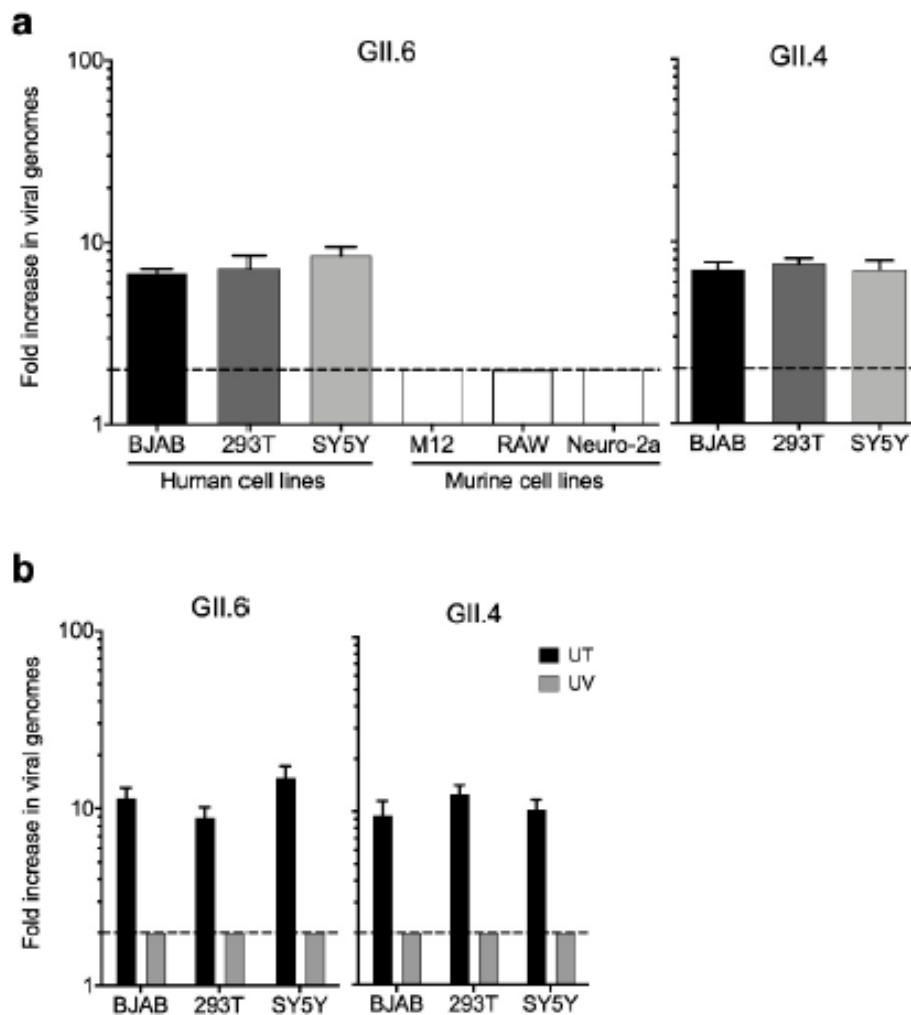 a
GII.6
GII.4
Fold increase in viral genomes
100
10
1
BJAB 293T SY5Y M12 RAW Neuro-2a
Human cell lines Murine cell lines
BJAB 293T SY5Y
b
GII.6
GII.4
Fold increase in viral genomes
100
10
1
UT
UV
BJAB 293T SY5Y
BJAB 293T SY5Y